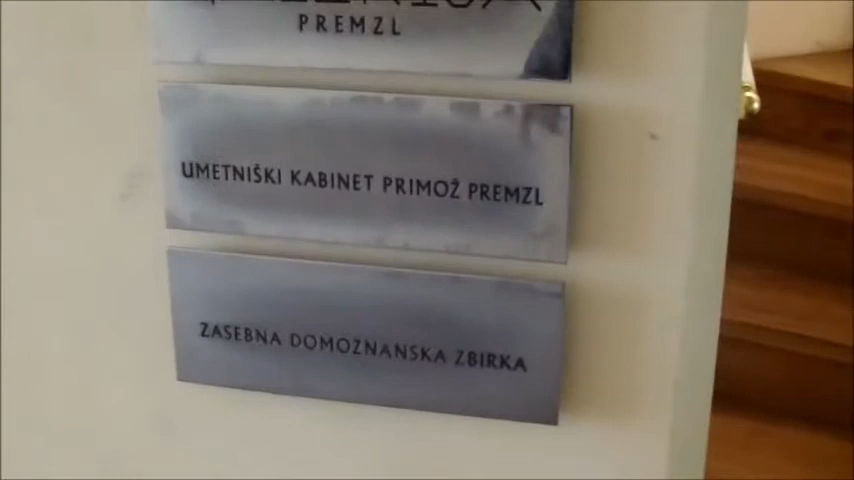 PREMZL
UMETNIŠKI KABINET PRIMOŽ PREMZL
ZASEBNA DOMOZNANSKA ZBIRKA